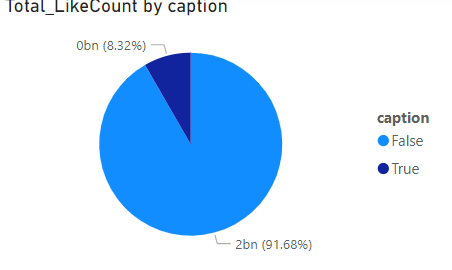 Total_LikeCount by caption
0bn (8.32%)
caption
False
True
2bn (91.68%)